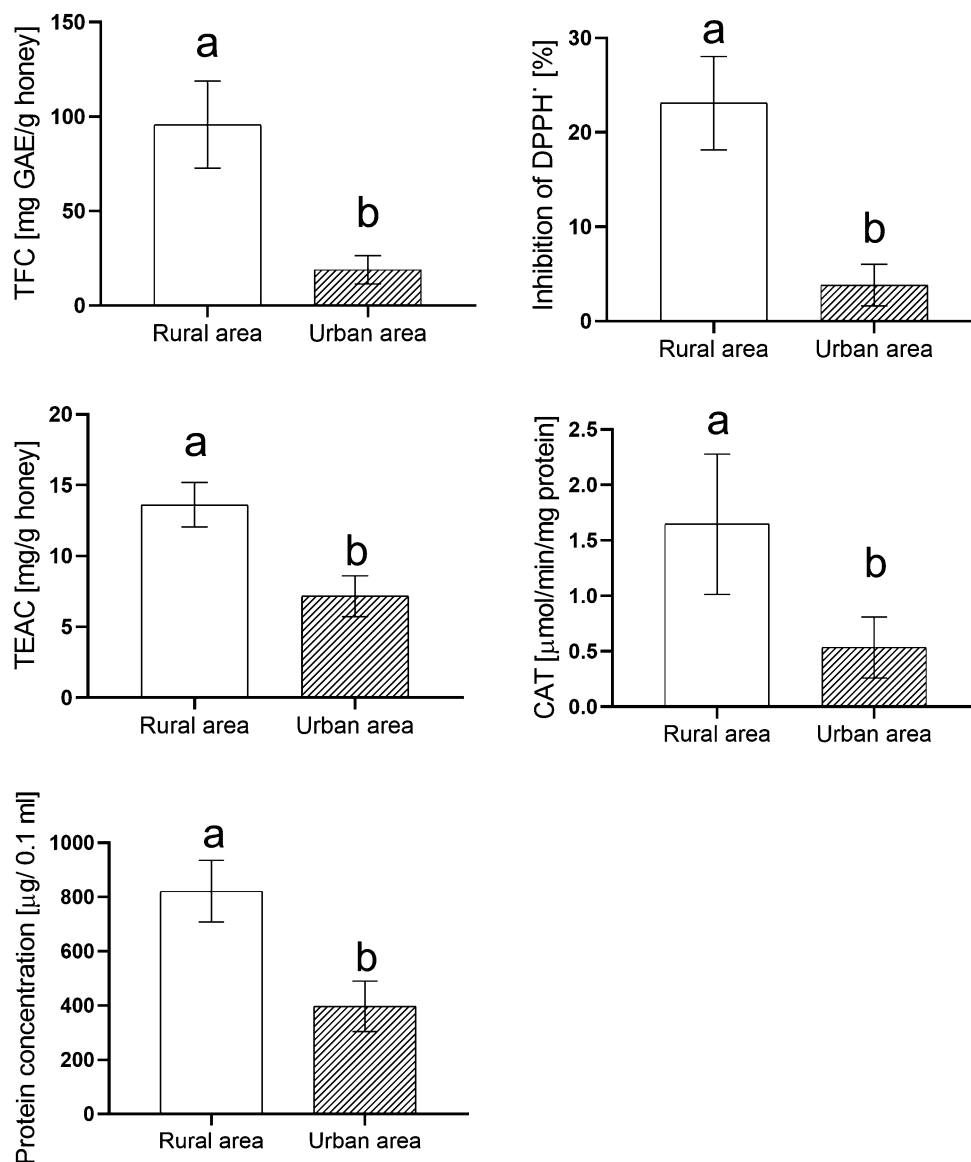 TFC [mg GAE/g honey]
150
100
50
0
a
b
Rural area
Urban area
Inhibition of DPPH˙ [%]
30
20
10
0
a
b
Rural area
Urban area
TEAC [mg/g honey]
20
15
10
5
0
a
b
Rural area
Urban area
CAT [μmol/min/mg protein]
2.5
2.0
1.5
1.0
0.5
0.0
a
b
Rural area
Urban area
Protein concentration [μg/ 0.1 ml]
1000
800
600
400
200
0
a
b
Rural area
Urban area